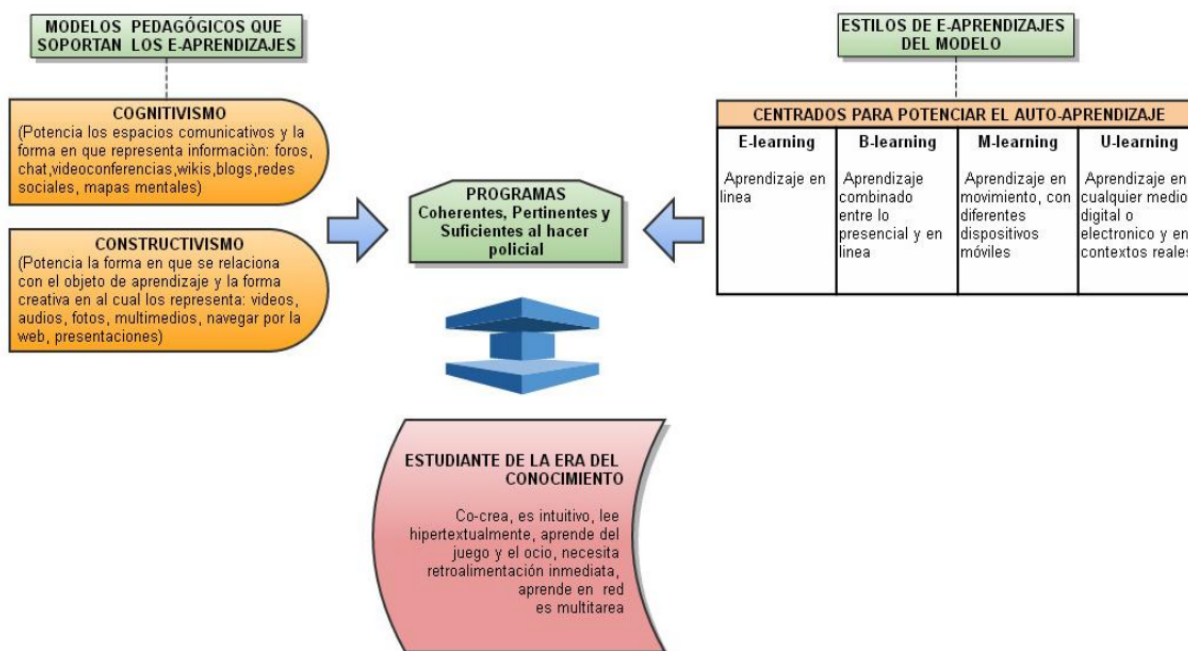 MODELOS PEDAGÓGICOS QUE
SOPORTAN LOS E-APRENDIZAJES
COGNITIVISMO
(Potencia los espacios comunicativos y la
forma en que representa informaciòn: foros,
chat,videoconferencias,wikis,blogs,redes
sociales, mapas mentales)
CONSTRUCTIVISMO
(Potencia la forma en que se relaciona
con el objeto de aprendizaje y la forma
creativa en al cual los representa: videos,
audios, fotos, multimedios, navegar por la
web, presentaciones)
PROGRAMAS
Coherentes, Pertinentes y
Suficientes al hacer
policial
ESTILOS DE E-APRENDIZAJES
DEL MODELO
CENTRADOS PARA POTENCIAR EL AUTO-APRENDIZAJE
E-learning
Aprendizaje en
linea
B-learning
Aprendizaje
combinado
entre lo
presencial y en
linea
M-learning
Aprendizaje en
movimiento, con
diferentes
dispositivos
móviles
U-learning
Aprendizaje en
cualquier medio
digital o
electronico y en
contextos reales
ESTUDIANTE DE LA ERA DEL
CONOCIMIENTO
Co-crea, es intuitivo, lee
hipertextualmente, aprende del
juego y el ocio, necesita
retroalimentación inmediata,
aprende en red
es multitarea